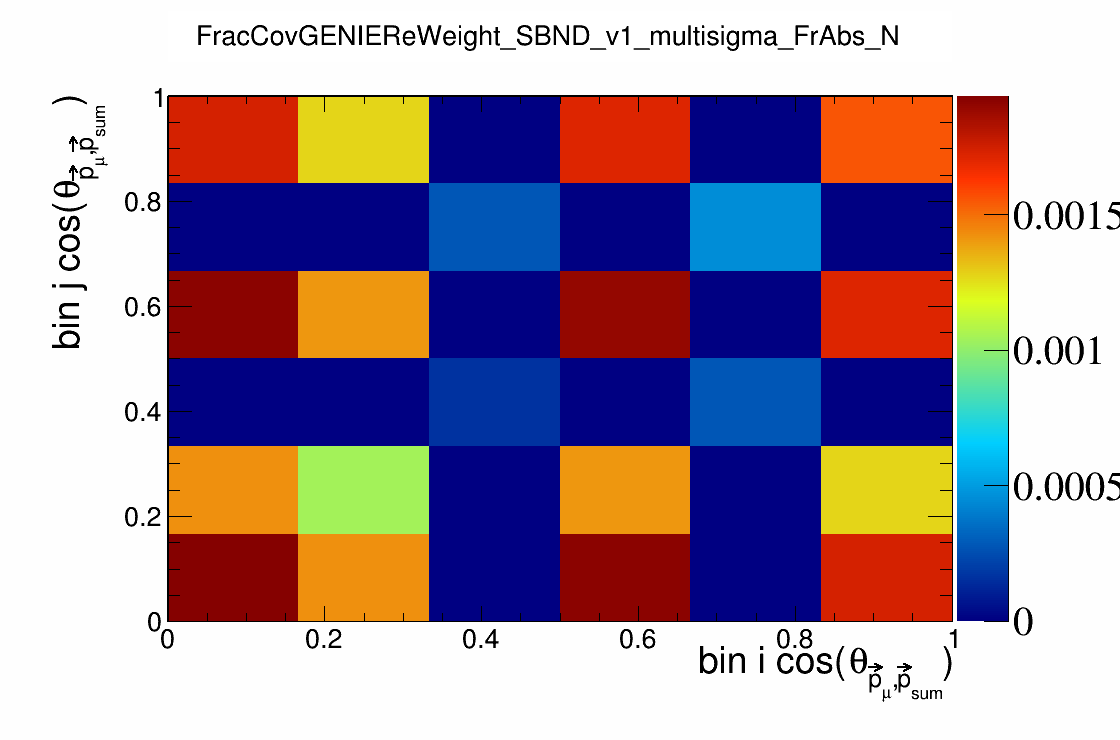 FracCovGENIEReWeight_SBND_v1_multisigma_FrAbs_N
bin j cos(θ p⃗μ,p⃗sum)
1
0.8
0.6
0.4
0.2
0
0 0.2 0.4 0.6 0.8 1
bin i cos(θ p⃗μ,p⃗sum)
0.0015
0.001
0.0005
0